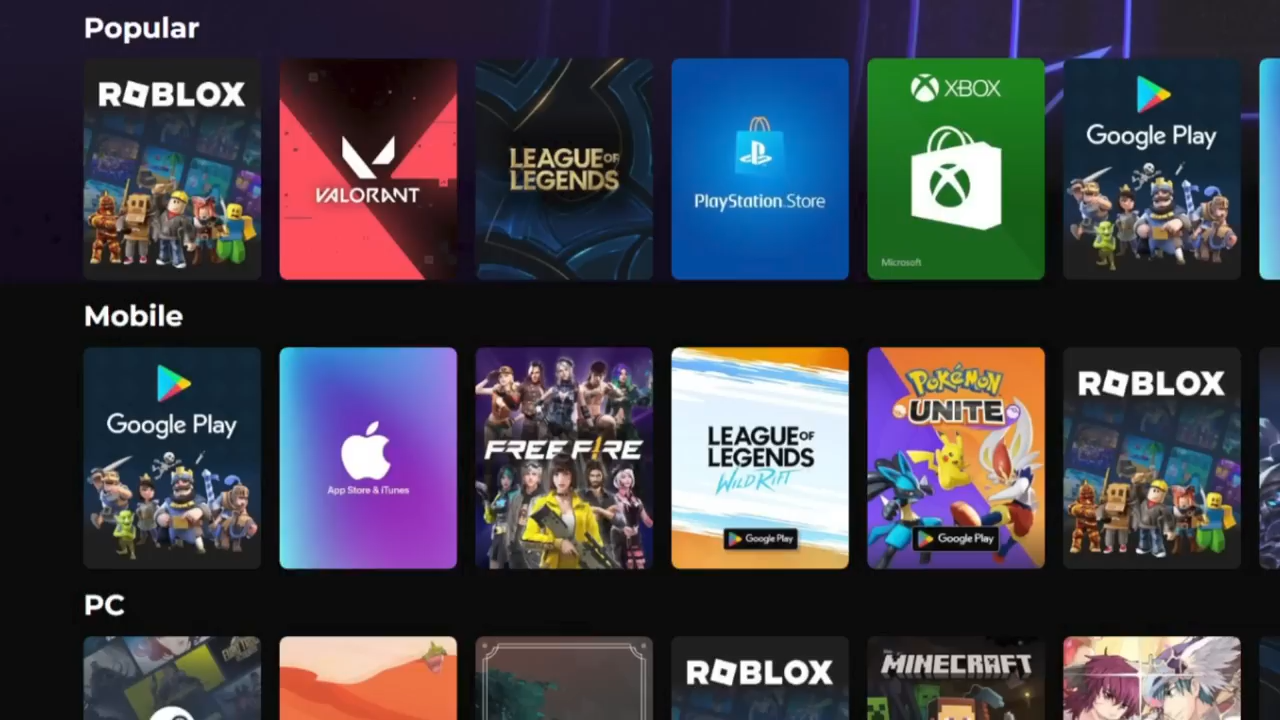 Popular
ROBLOX
VALORANT
LEAGUE OF
LEGENDS
PlayStation Store
XBOX
Microsoft
Google Play
Mobile
Google Play
App Store & iTunes
FREE FIRE
LEAGUE OF
LEGENDS
WILD RIFT
Google Play
POKÉMON
UNITE
Google Play
ROBLOX
PC
ROBLOX
MINECRAFT